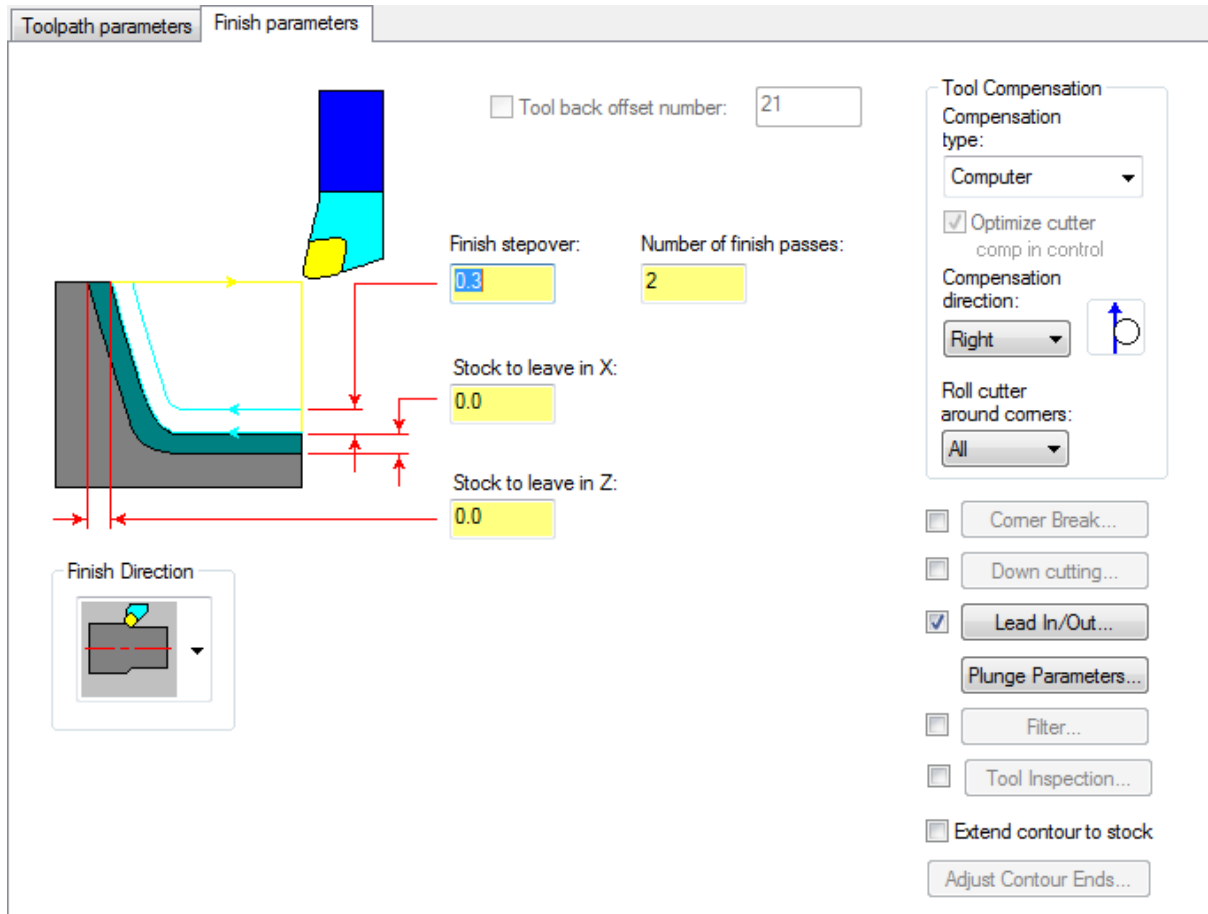 Toolpath parameters
Finish parameters
Tool back offset number:
21
Finish stepover:
0.3
Number of finish passes:
2
Stock to leave in X:
0.0
Stock to leave in Z:
0.0
Finish Direction
Tool Compensation
Compensation
type:
Computer
Optimize cutter
comp in control
Compensation
direction:
Right
Roll cutter
around corners:
All
Corner Break...
Down cutting...
Lead In/Out...
Plunge Parameters...
Filter...
Tool Inspection...
Extend contour to stock
Adjust Contour Ends...